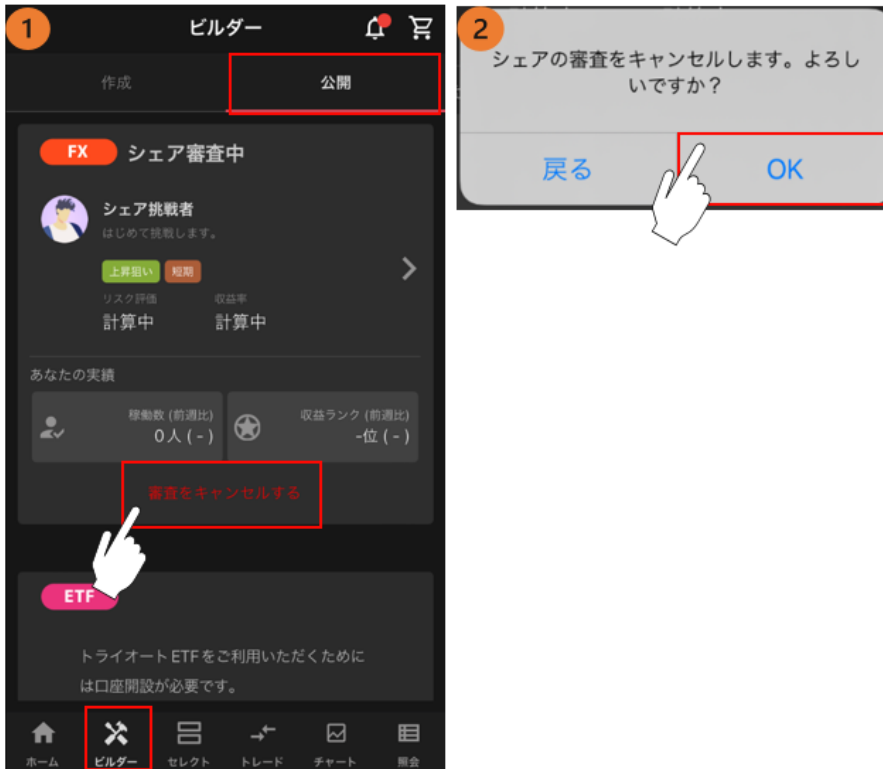 1
ビルダー
作成
公開
FX シェア審査中
シェア挑戦者
はじめて挑戦します。
上昇狙い 短期
リスク評価 収益率
計算中 計算中
あなたの実績
稼働数 (前週比)
0人 ( - )
収益ランク (前週比)
-位 ( - )
審査をキャンセルする
ETF
トライオートETFをご利用いただくために
は口座開設が必要です。
ホーム ビルダー セレクト トレード チャート 照会
2
シェアの審査をキャンセルします。よろし
いですか？
戻る
OK